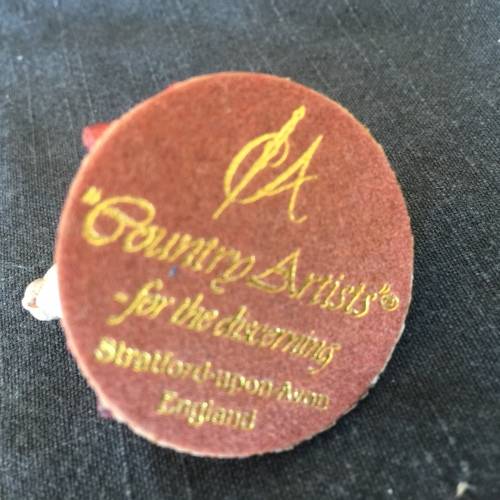 CA
"Country Artists"®
- for the discerning
Stratford-upon-Avon
England